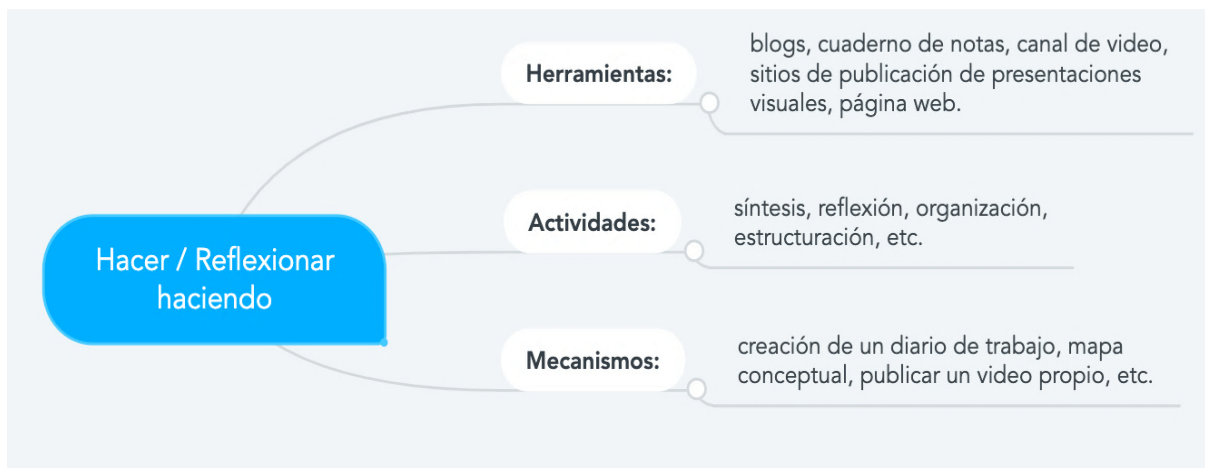 Herramientas:
blogs, cuaderno de notas, canal de video,
sitios de publicación de presentaciones
visuales, página web.
Hacer / Reflexionar
haciendo
Actividades:
síntesis, reflexión, organización,
estructuración, etc.
Mecanismos:
creación de un diario de trabajo, mapa
conceptual, publicar un video propio, etc.